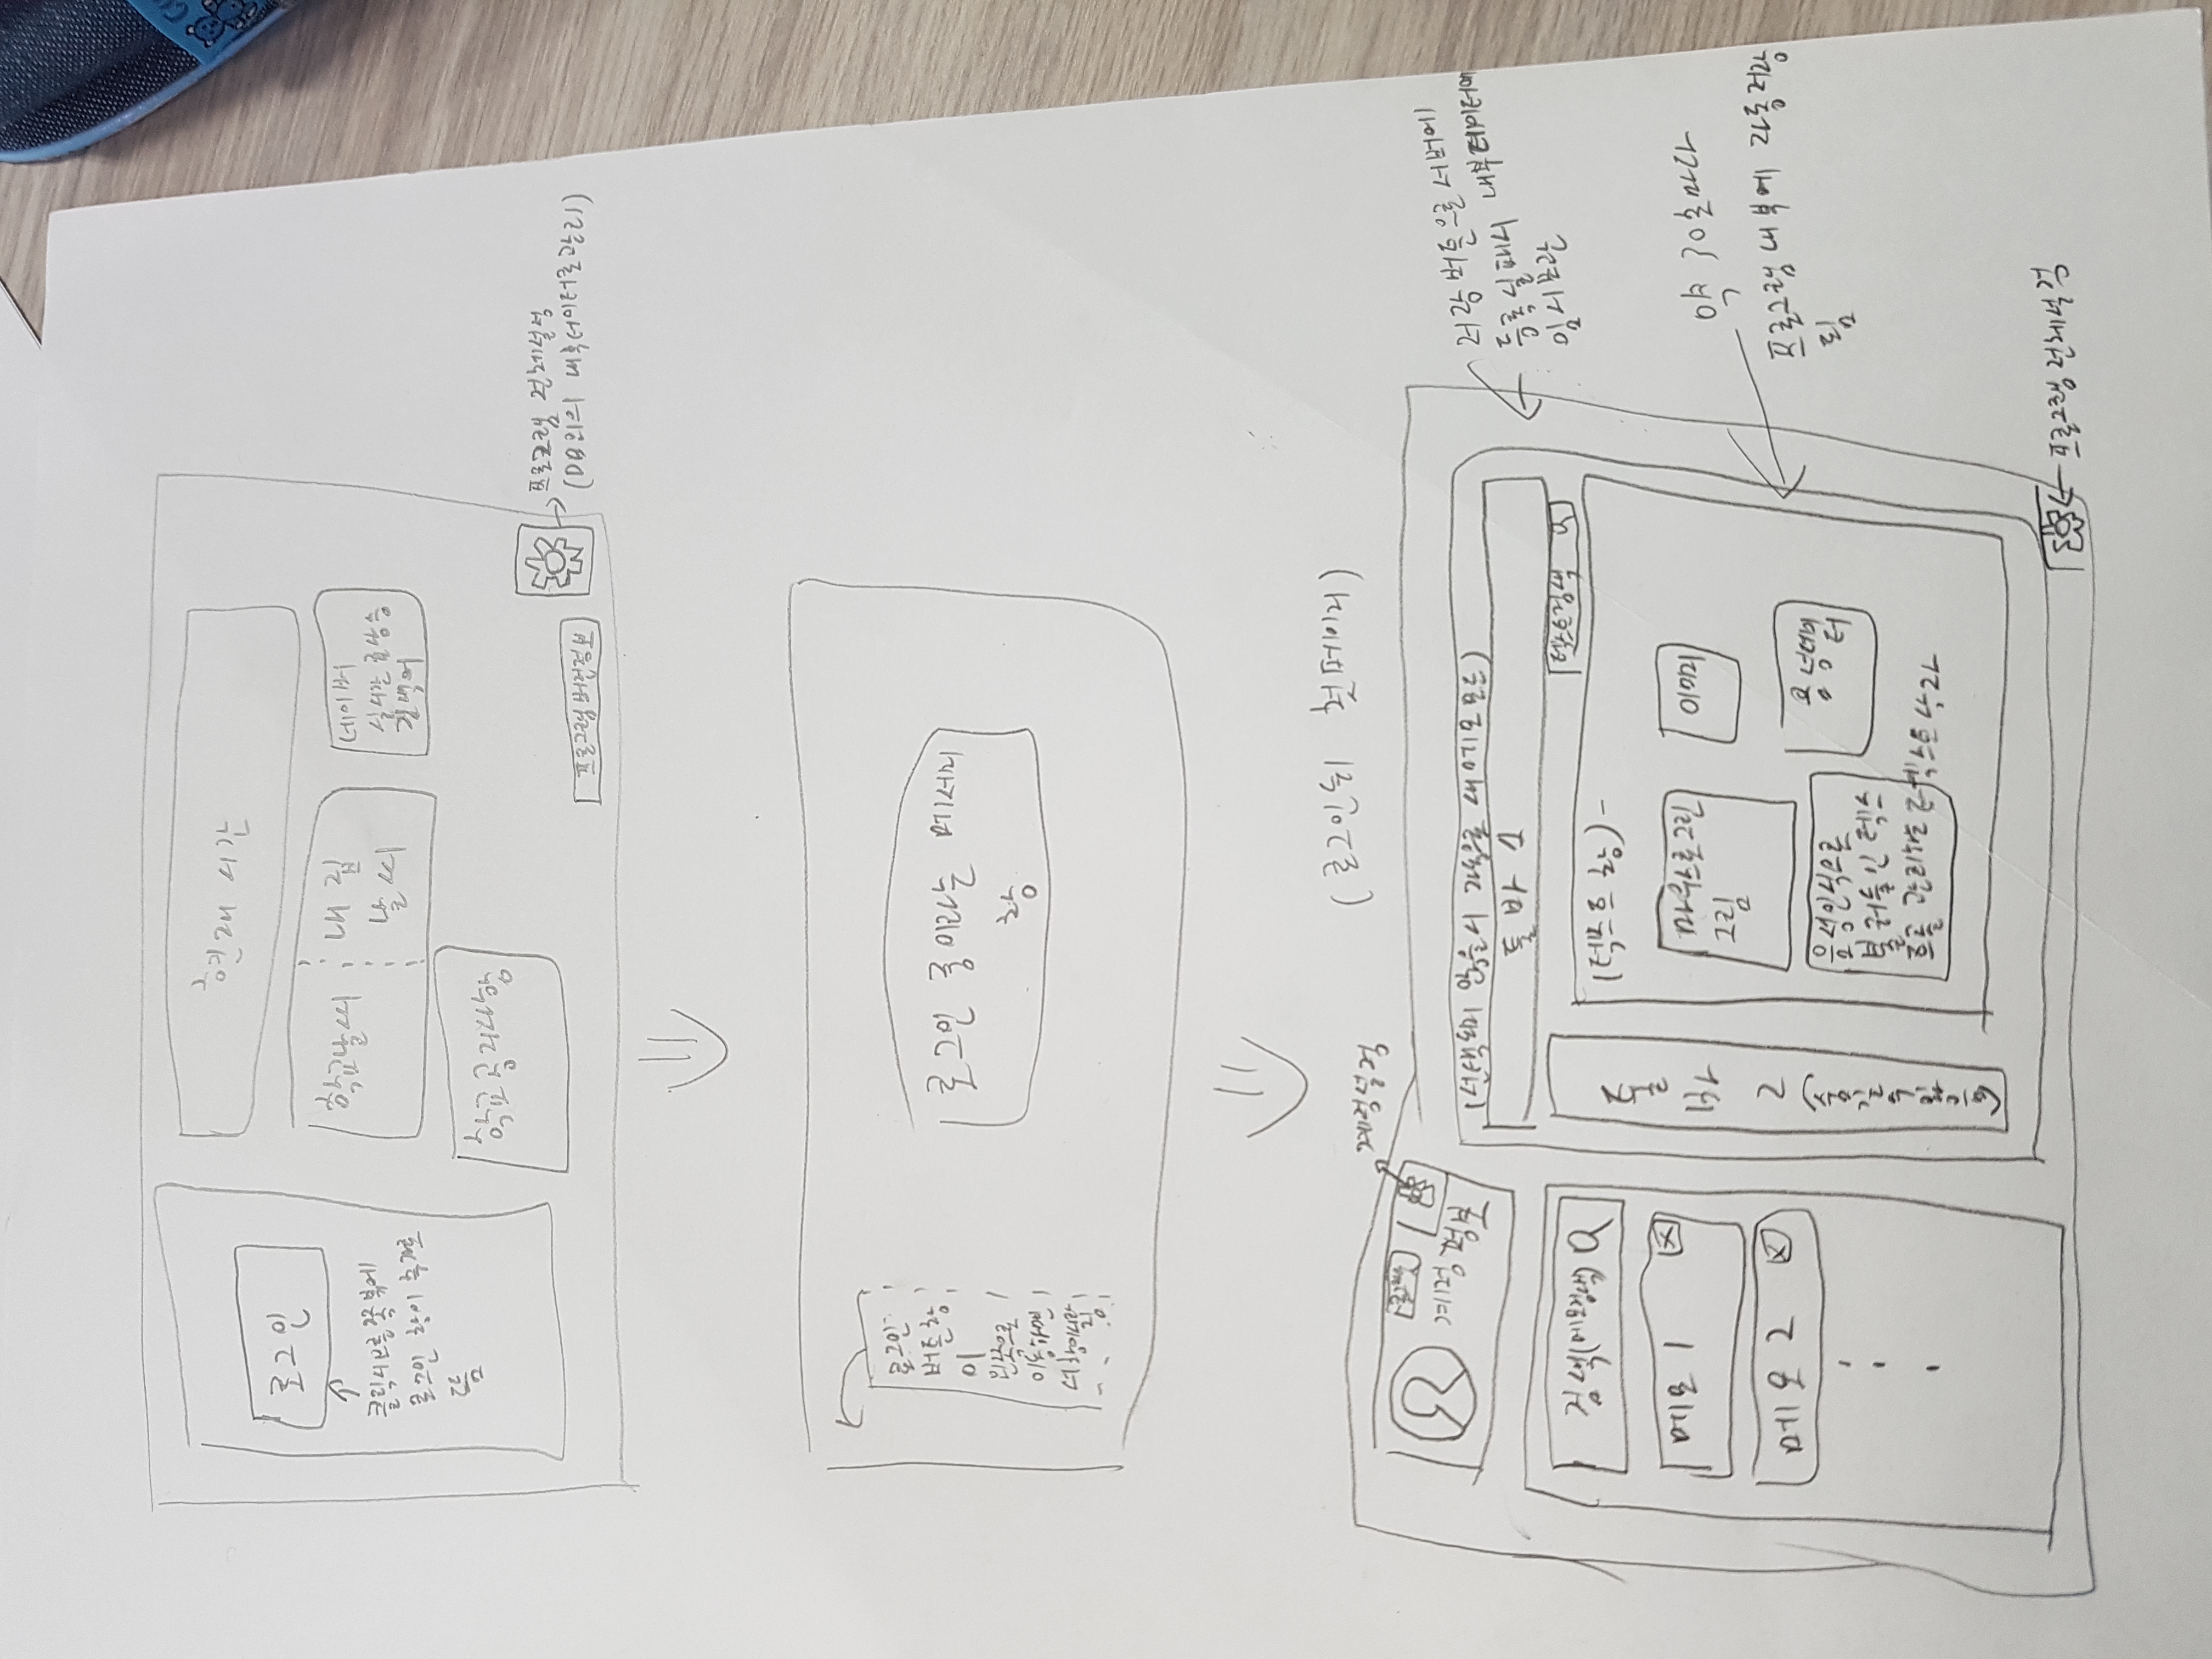 현재 시간
로그인
클릭시 오른쪽 북에
로그인 창이 추가로
뜸
학교날씨
내 집
날씨
네이버
실시간 급상승
검색어
학교공지사항
프로그램 버전정보
프로그램 전체설정
(DB외의 내부데이터로관리)
로그인
버튼창
이
왼쪽으로
이동하면
서 창이사라
짐
로그인 중이라는 메세지
창
(로그인뒤 첫페이지)
계정설정
계정 정보
(선택되지 않을시 자동으로 새 메모 모드)
툴 바 1
텍스트검색
검색(메모검색)
메모 1
메모 2
툴
바
2
(숨길수있음)
(텍스트 창)-
마우스로그린
그림
이미지
음성데이
터
음성인식으로
불러들인 텍스
트를 관리하는 텍스트 상자
저장 버튼으로 서버에
등록 실패시 내부데이터에
임시보관
약 30초마다
프로그램 내부에 자동저장
됨
프로그램 전체설정